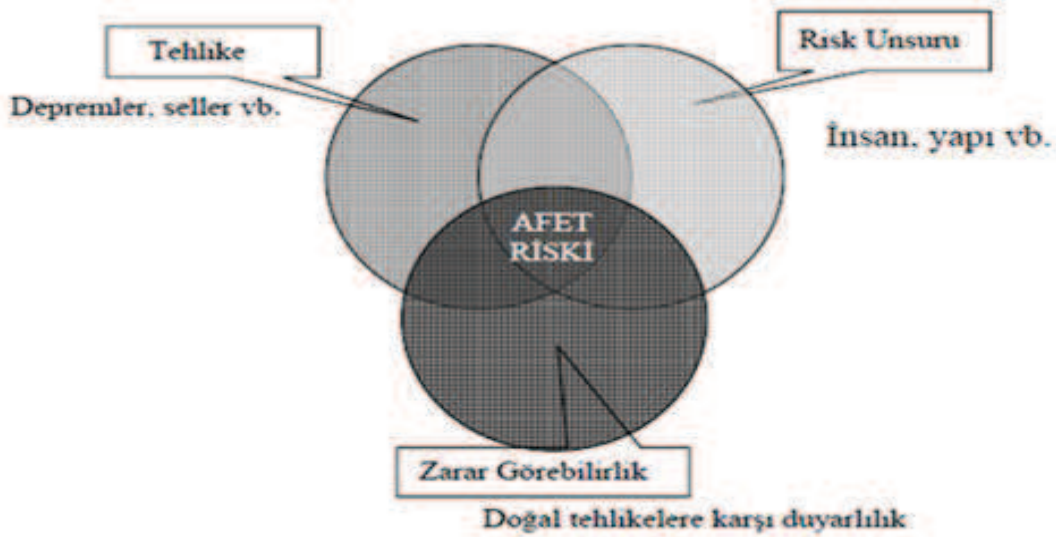 Tehlike
Risk Unsuru
Depremler, seller vb.
İnsan, yapı vb.
AFET
RİSKİ
Zarar Görebilirlik
Doğal tehlikelere karşı duyarlılık